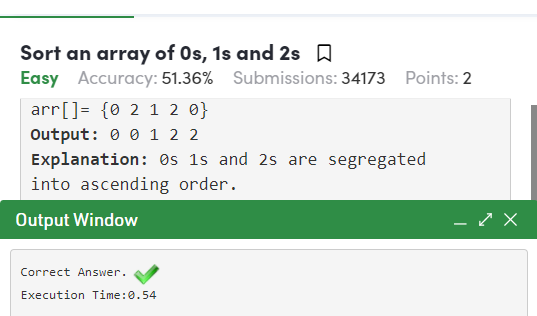 Sort an array of 0s, 1s and 2s
Easy Accuracy: 51.36% Submissions: 34173 Points: 2
arr[]= {0 2 1 2 0}
Output: 0 0 1 2 2
Explanation: 0s 1s and 2s are segregated
into ascending order.
Output Window
Correct Answer.
Execution Time:0.54